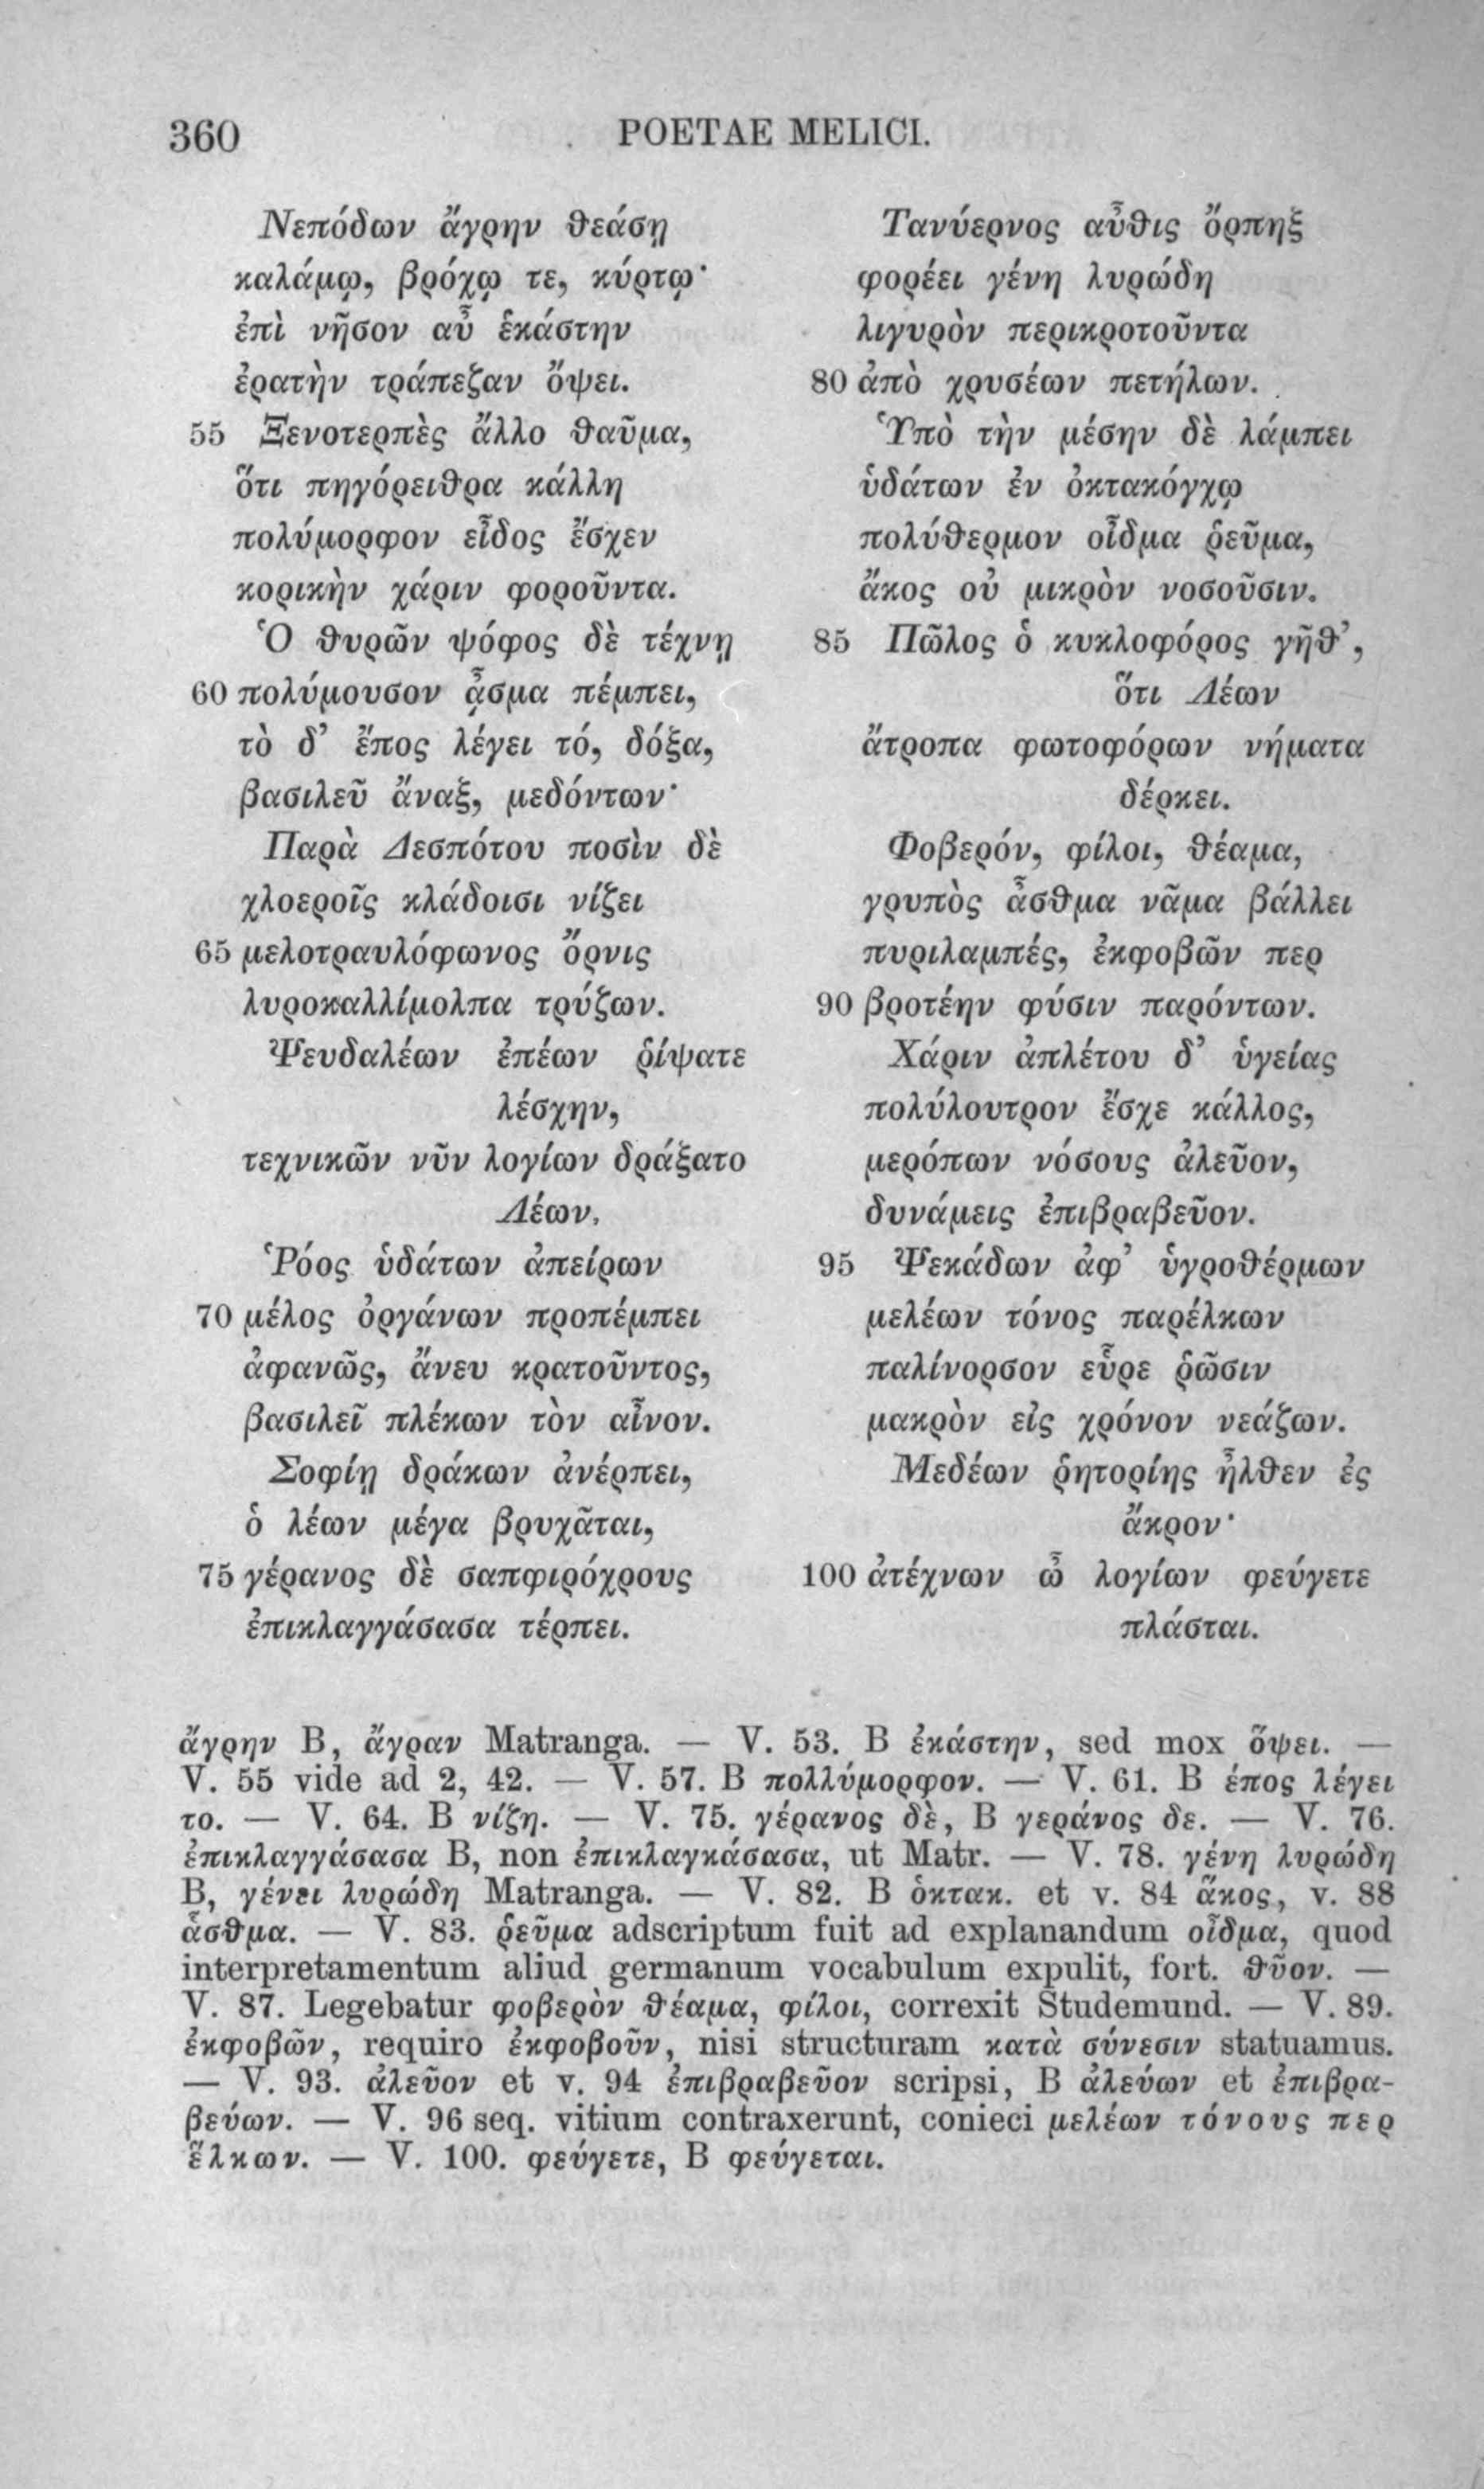 360 POETAE MELICI.
Νεπόδων ἄγρην θεάσῃ
καλάμῳ, βρόχῳ τε, κύρτῳ·
ἐπὶ νῆσον αὖ ἑκάστην
ἐρατὴν τράπεζαν ὄψει.
55 Ξενοτερπὲς ἄλλο θαῦμα,
ὅτι πηγόρειθρα κάλλη
πολύμορφον εἶδος ἔσχεν
κορικὴν χάριν φοροῦντα.
Ὁ θυρῶν ψόφος δὲ τέχνῃ
60 πολύμουσον ᾆσμα πέμπει,
τὸ δ’ ἔπος λέγει τό, δόξα,
βασιλεῦ ἄναξ, μεδόντων·
Παρὰ Δεσπότου ποσὶν δὲ
χλοεροῖς κλάδοισι νίζει
65 μελοτραυλόφωνος ὄρνις
λυροκαλλίμολπα τρύζων.
Ψευδαλέων ἐπέων ῥίψατε
λέσχην,
τεχνικῶν νῦν λογίων δράξατο
Λέων.
Ῥόος ὑδάτων ἀπείρων
70 μέλος ὀργάνων προπέμπει
ἀφανῶς, ἄνευ κρατοῦντος,
βασιλεῖ πλέκων τὸν αἶνον.
Σοφίῃ δράκων ἀνέρπει,
ὁ λέων μέγα βρυχᾶται,
75 γέρανος δὲ σαπφιρόχρους
ἐπικλαγγάσασα τέρπει.
Τανύερνος αὖθις ὄρπηξ
φορέει γένη λυρώδη
λιγυρὸν περικροτοῦντα
80 ἀπὸ χρυσέων πετήλων.
Ὑπὸ τὴν μέσην δὲ λάμπει
ὑδάτων ἐν ὀκτακόγχῳ
πολύθερμον οἶδμα ῥεῦμα,
ἄκος οὐ μικρὸν νοσοῦσιν.
85 Πῶλος ὁ κυκλοφόρος γῆθ’,
ὅτι Λέων
ἄτροπα φωτοφόρων νήματα
δέρκει.
Φοβερόν, φίλοι, θέαμα,
γρυπὸς ἆσθμα νᾶμα βάλλει
πυριλαμπές, ἐκφοβῶν περ
90 βροτέην φύσιν παρόντων.
Χάριν ἀπλέτου δ’ ὑγείας
πολύλουτρον ἔσχε κάλλος,
μερόπων νόσους ἀλεῦον,
δυνάμεις ἐπιβραβεῦον.
95 Ψεκάδων ἀφ’ ὑγροθέρμων
μελέων τόνος παρέλκων
παλίνορσον εὗρε ῥῶσιν
μακρὸν εἰς χρόνον νεάζων.
Μεδέων ῥητορίης ἦλθεν ἐς
ἄκρον·
100 ἀτέχνων ὦ λογίων φεύγετε
πλάσται.
ἄγρην B, ἄγραν Matranga. — V. 53. B ἐκάστην, sed mox ὅψει. —
V. 55 vide ad 2, 42. — V. 57. B πολλύμορφον. — V. 61. B έπος λέγει
το. — V. 64. B νίζη. — V. 75. γέρανος δὲ, B γεράνος δε. — V. 76.
ἐπικλαγγάσασα B, non ἐπικλαγκάσασα, ut Matr. — V. 78. γένη λυρώδη
B, γένει λυρώδη Matranga. — V. 82. B ὁκτακ. et v. 84 ἅκος, v. 88
ἇσθμα. — V. 83. ῥεῦμα adscriptum fuit ad explanandum οἶδμα, quod
interpretamentum aliud germanum vocabulum expulit, fort. θῦον. —
V. 87. Legebatur φοβερὸν θέαμα, φίλοι, correxit Studemund. — V. 89.
ἐκφοβῶν, requiro ἐκφοβοῦν, nisi structuram κατὰ σύνεσιν statuamus.
— V. 93. ἀλεῦον et v. 94 ἐπιβραβεῦον scripsi, B ἀλεύων et ἐπιβρα-
βεύων. — V. 96 seq. vitium contraxerunt, conieci μελέων τόνους περ
ἕλκων. — V. 100. φεύγετε, B φεύγεται.